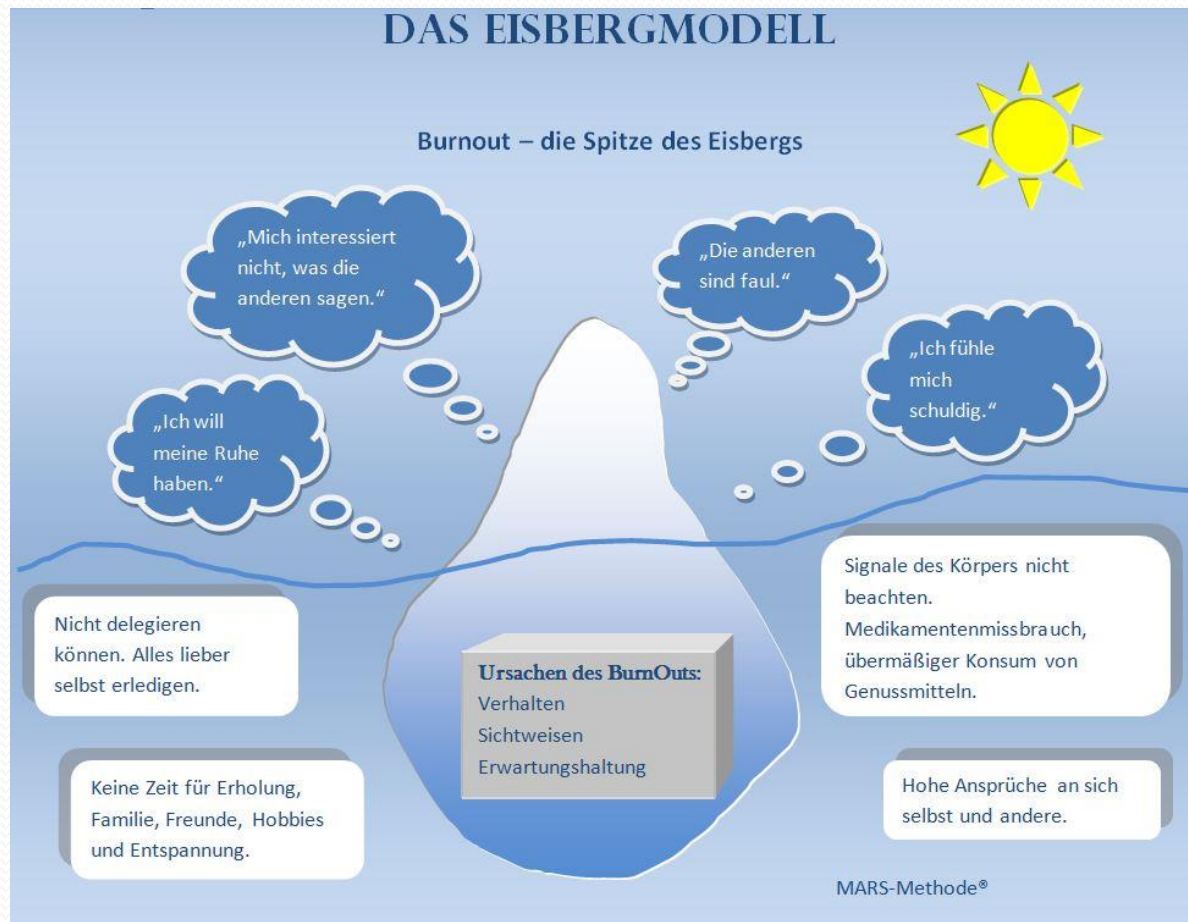 DAS EISBERGMODELL
Burnout – die Spitze des Eisbergs
„Mich interessiert
nicht, was die
anderen sagen.“
„Die anderen
sind faul.“
„Ich fühle
mich
schuldig.“
„Ich will
meine Ruhe
haben.“
Signale des Körpers nicht
beachten.
Medikamentenmissbrauch,
übermäßiger Konsum von
Genussmitteln.
Nicht delegieren
können. Alles lieber
selbst erledigen.
Ursachen des BurnOuts:
Verhalten
Sichtweisen
Erwartungshaltung
Keine Zeit für Erholung,
Familie, Freunde, Hobbies
und Entspannung.
Hohe Ansprüche an sich
selbst und andere.
MARS-Methode®